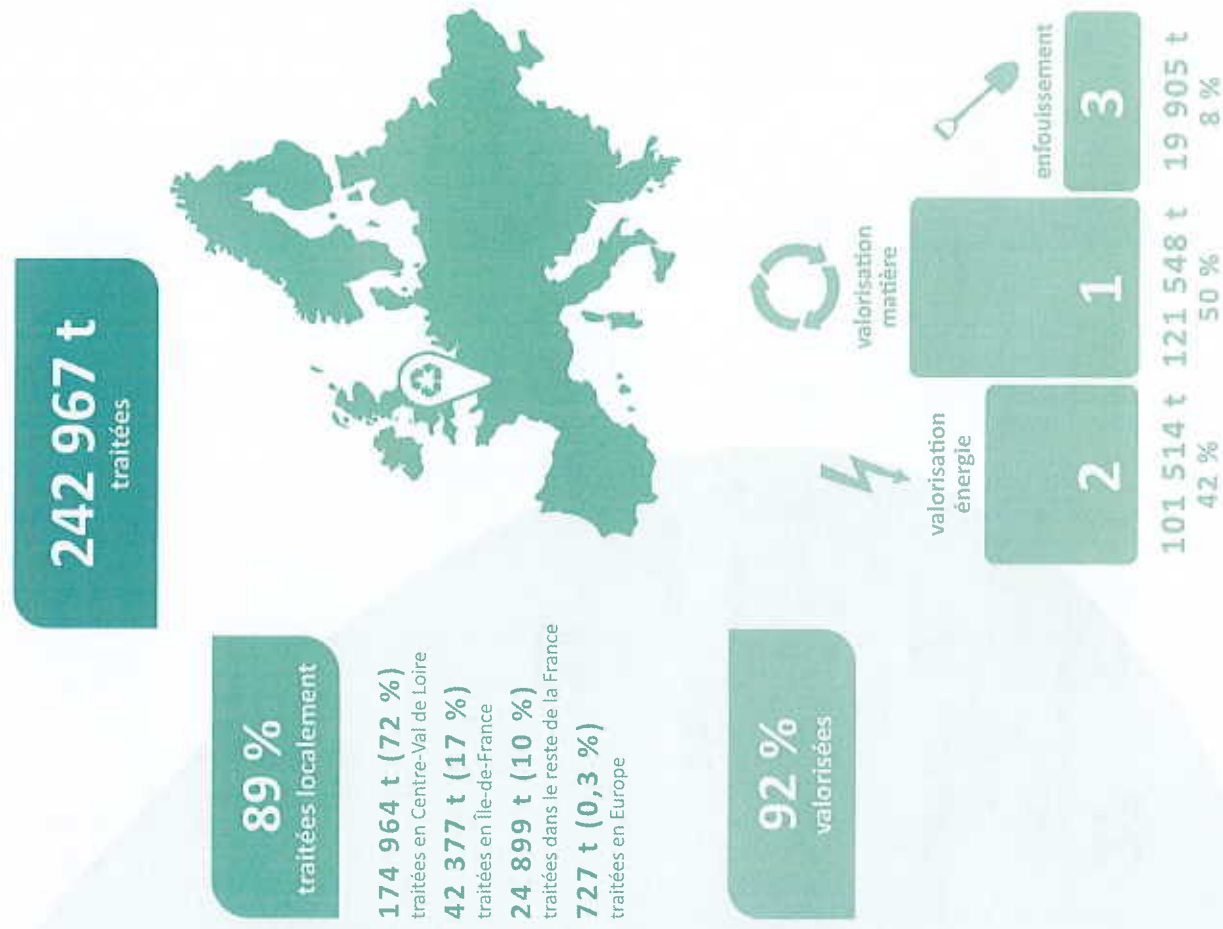 242 967 t
traitées
89 %
traitées localement
174 964 t (72 %)
traitées en Centre-Val de Loire
42 377 t (17 %)
traitées en Île-de-France
24 899 t (10 %)
traitées dans le reste de la France
727 t (0,3 %)
traitées en Europe
92 %
valorisées
valorisation
énergie
2
101 514 t
42 %
valorisation
matière
1
121 548 t
50 %
enfouissement
3
19 905 t
8 %